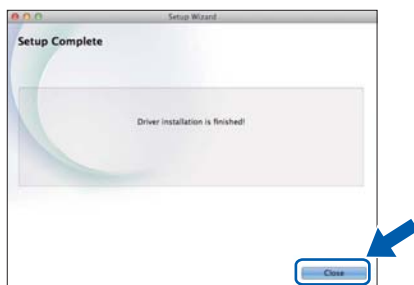 Setup Wizard
Setup Complete
Driver installation is finished!
Close